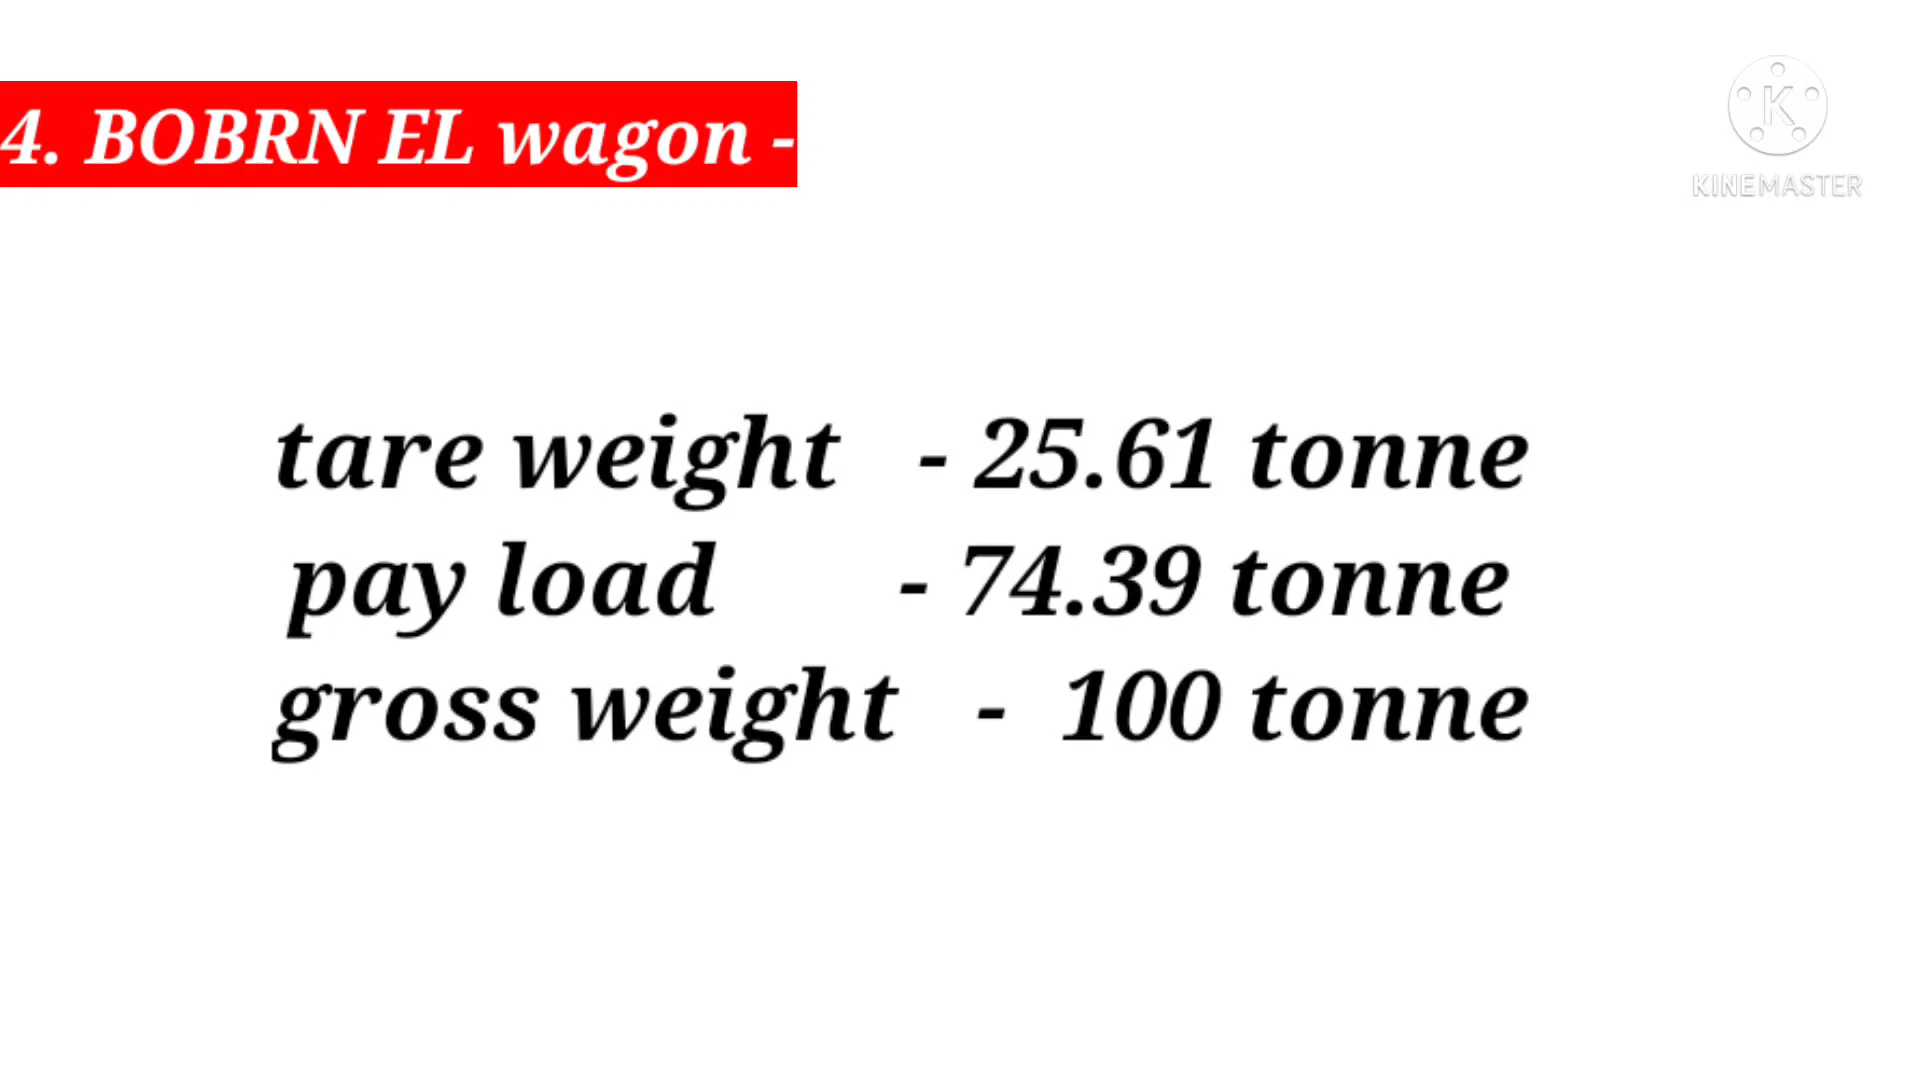 4. BOBRN EL wagon -
KINEMASTER
tare weight - 25.61 tonne
pay load - 74.39 tonne
gross weight - 100 tonne